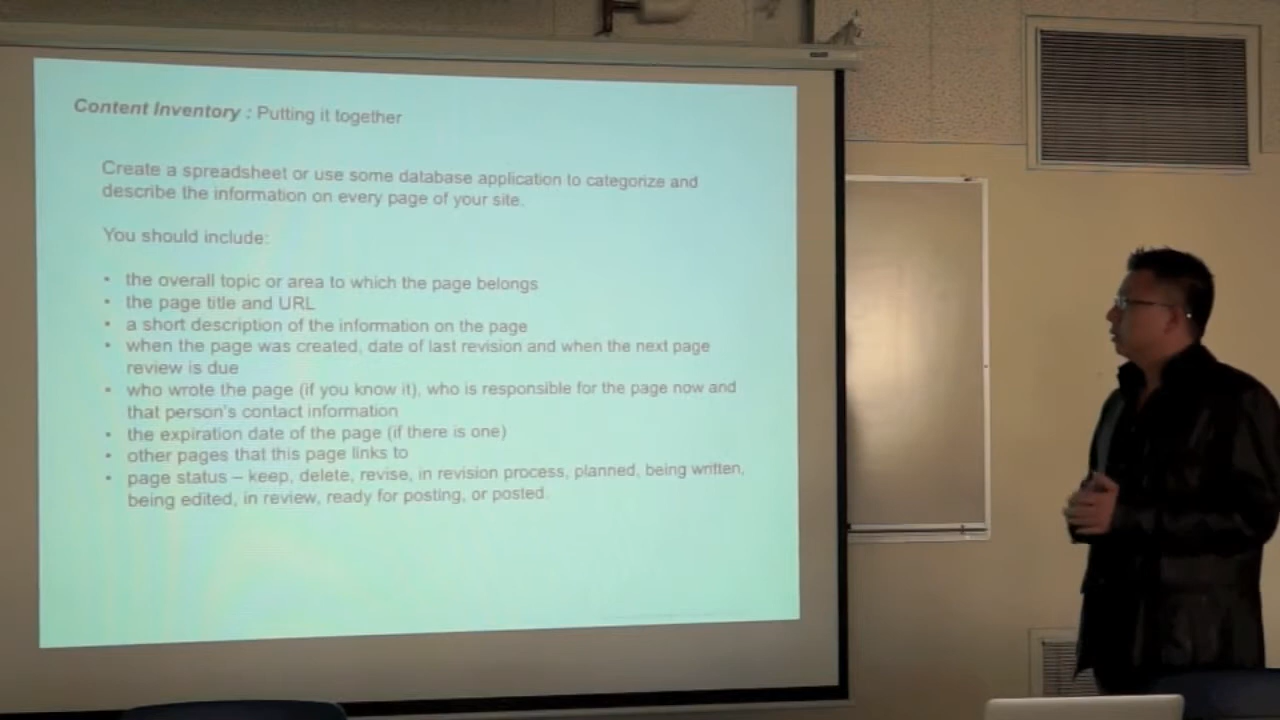 Content Inventory : Putting it together
Create a spreadsheet or use some database application to categorize and
describe the information on every page of your site.
You should include:
• the overall topic or area to which the page belongs
• the page title and URL
• a short description of the information on the page
• when the page was created, date of last revision and when the next page
review is due
• who wrote the page (if you know it), who is responsible for the page now and
that person's contact information
• the expiration date of the page (if there is one)
• other pages that this page links to
• page status – keep, delete, revise, in revision process, planned, being written,
being edited, in review, ready for posting, or posted.